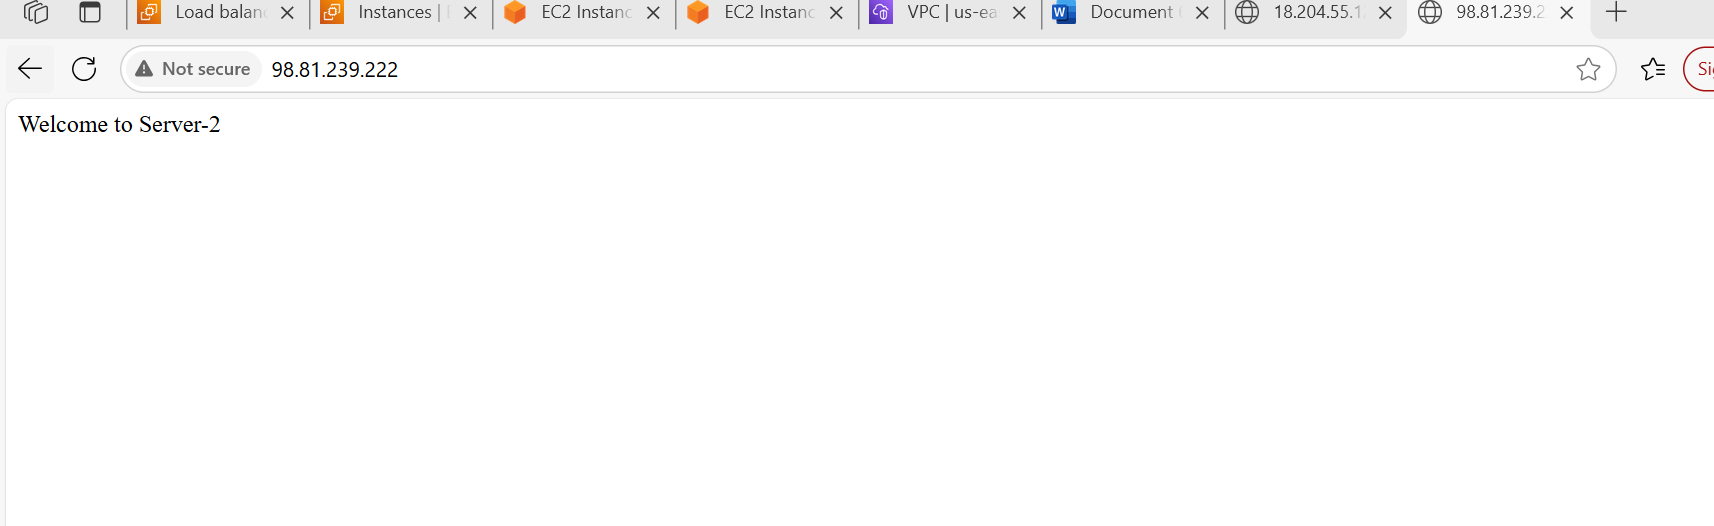 Load balanc
Instances |
EC2 Instanc
EC2 Instanc
VPC | us-ea
Document
18.204.55.1
98.81.239.2
Not secure
98.81.239.222
Welcome to Server-2